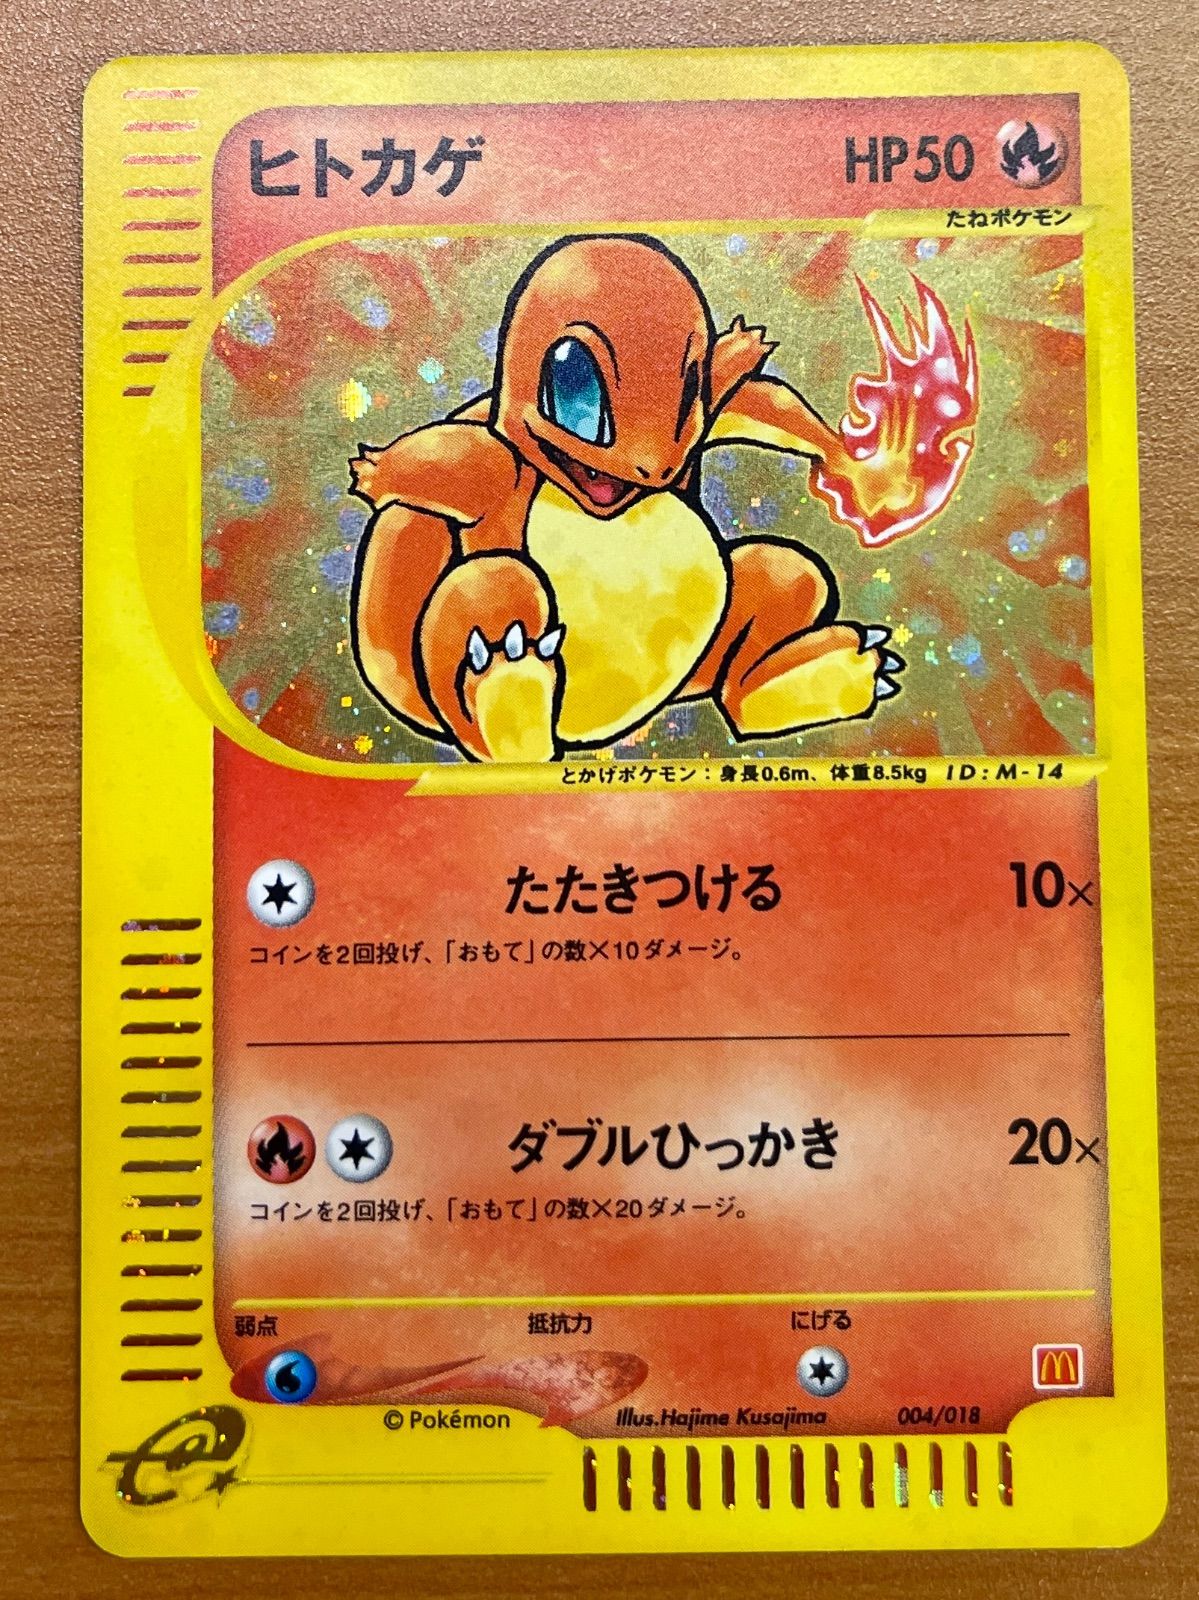 ヒトカゲ HP50
たねポケモン
とかげポケモン：身長0.6m、体重8.5kg ID:M-14
たたきつける 10×
コインを2回投げ、「おもて」の数×10ダメージ。
ダブルひっかき 20×
コインを2回投げ、「おもて」の数×20ダメージ。
弱点 抵抗力 にげる
©Pokémon Illus.Hajime Kusajima 004/018